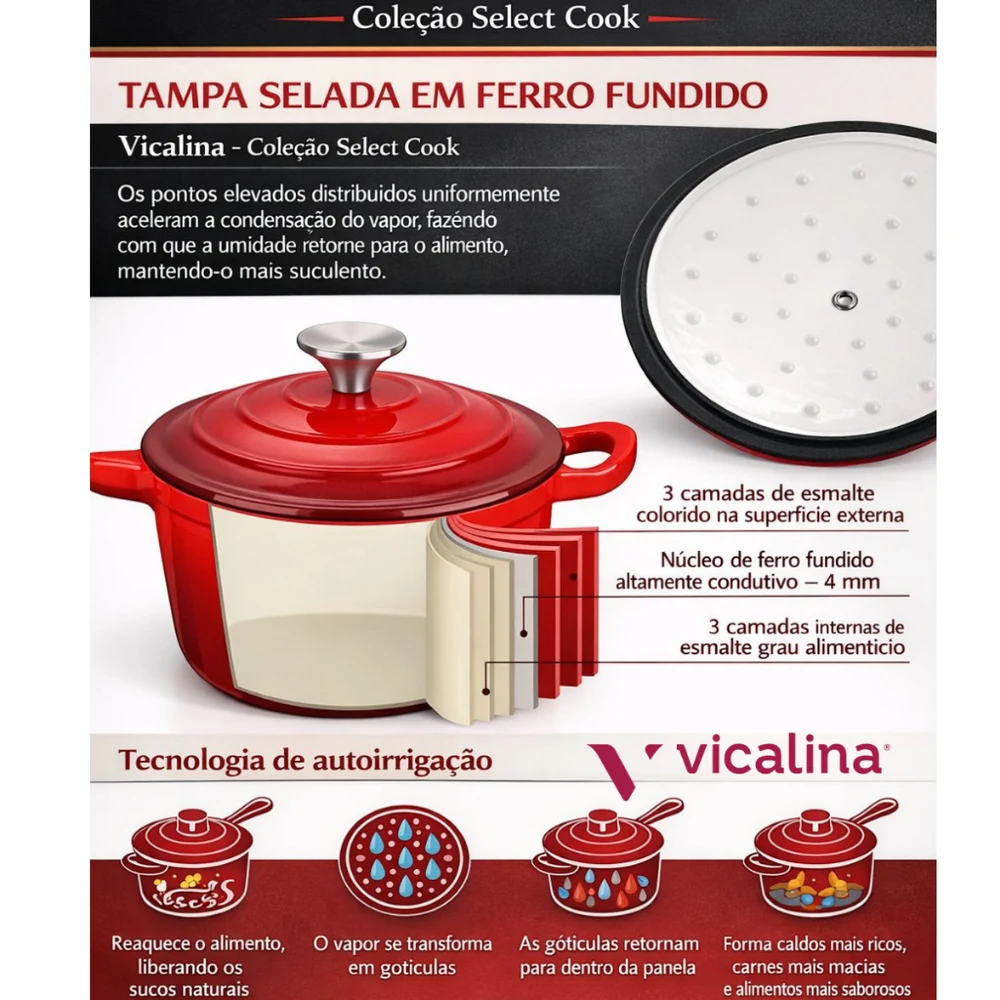 Coleção Select Cook
TAMPA SELADA EM FERRO FUNDIDO
Vicalina - Coleção Select Cook
Os pontos elevados distribuidos uniformemente
aceleram a condensação do vapor, fazéndo
com que a umidade retorne para o alimento,
mantendo-o mais suculento.
3 camadas de esmalte
colorido na superficie externa
Núcleo de ferro fundido
altamente condutivo – 4 mm
3 camadas internas de
esmalte grau alimenticio
Tecnologia de autoirrigação
vicalina®
Reaquece o alimento,
liberando os
sucos naturais
O vapor se transforma
em goticulas
As góticulas retornam
para dentro da panela
Forma caldos mais ricos,
carnes mais macias
e alimentos mais saborosos